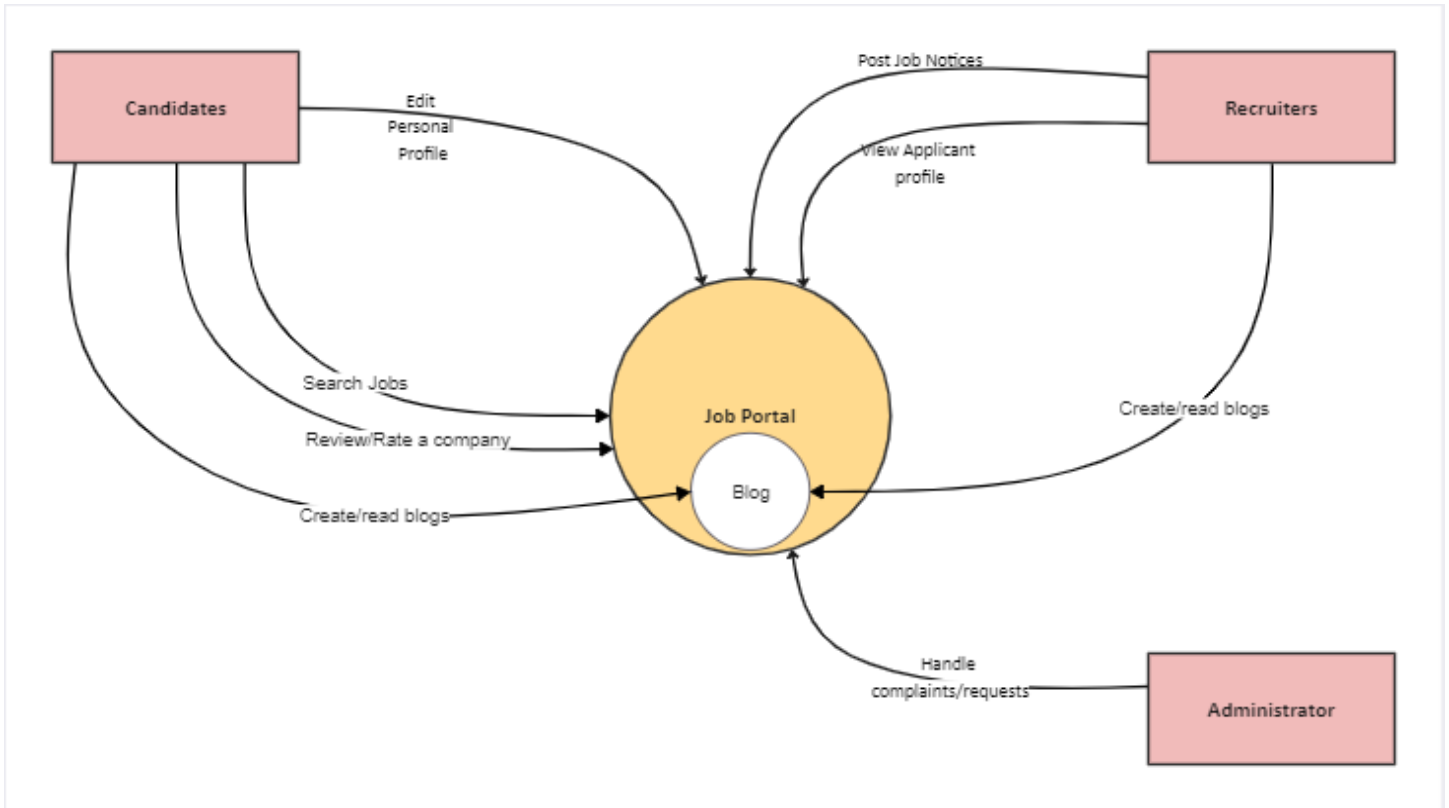 Post Job Notices
Candidates
Recruiters
Edit
Personal
Profile
View Applicant
profile
Search Jobs
Job Portal
Create/read blogs
Review/Rate a company
Blog
Create/read blogs
Handle
complaints/requests
Administrator